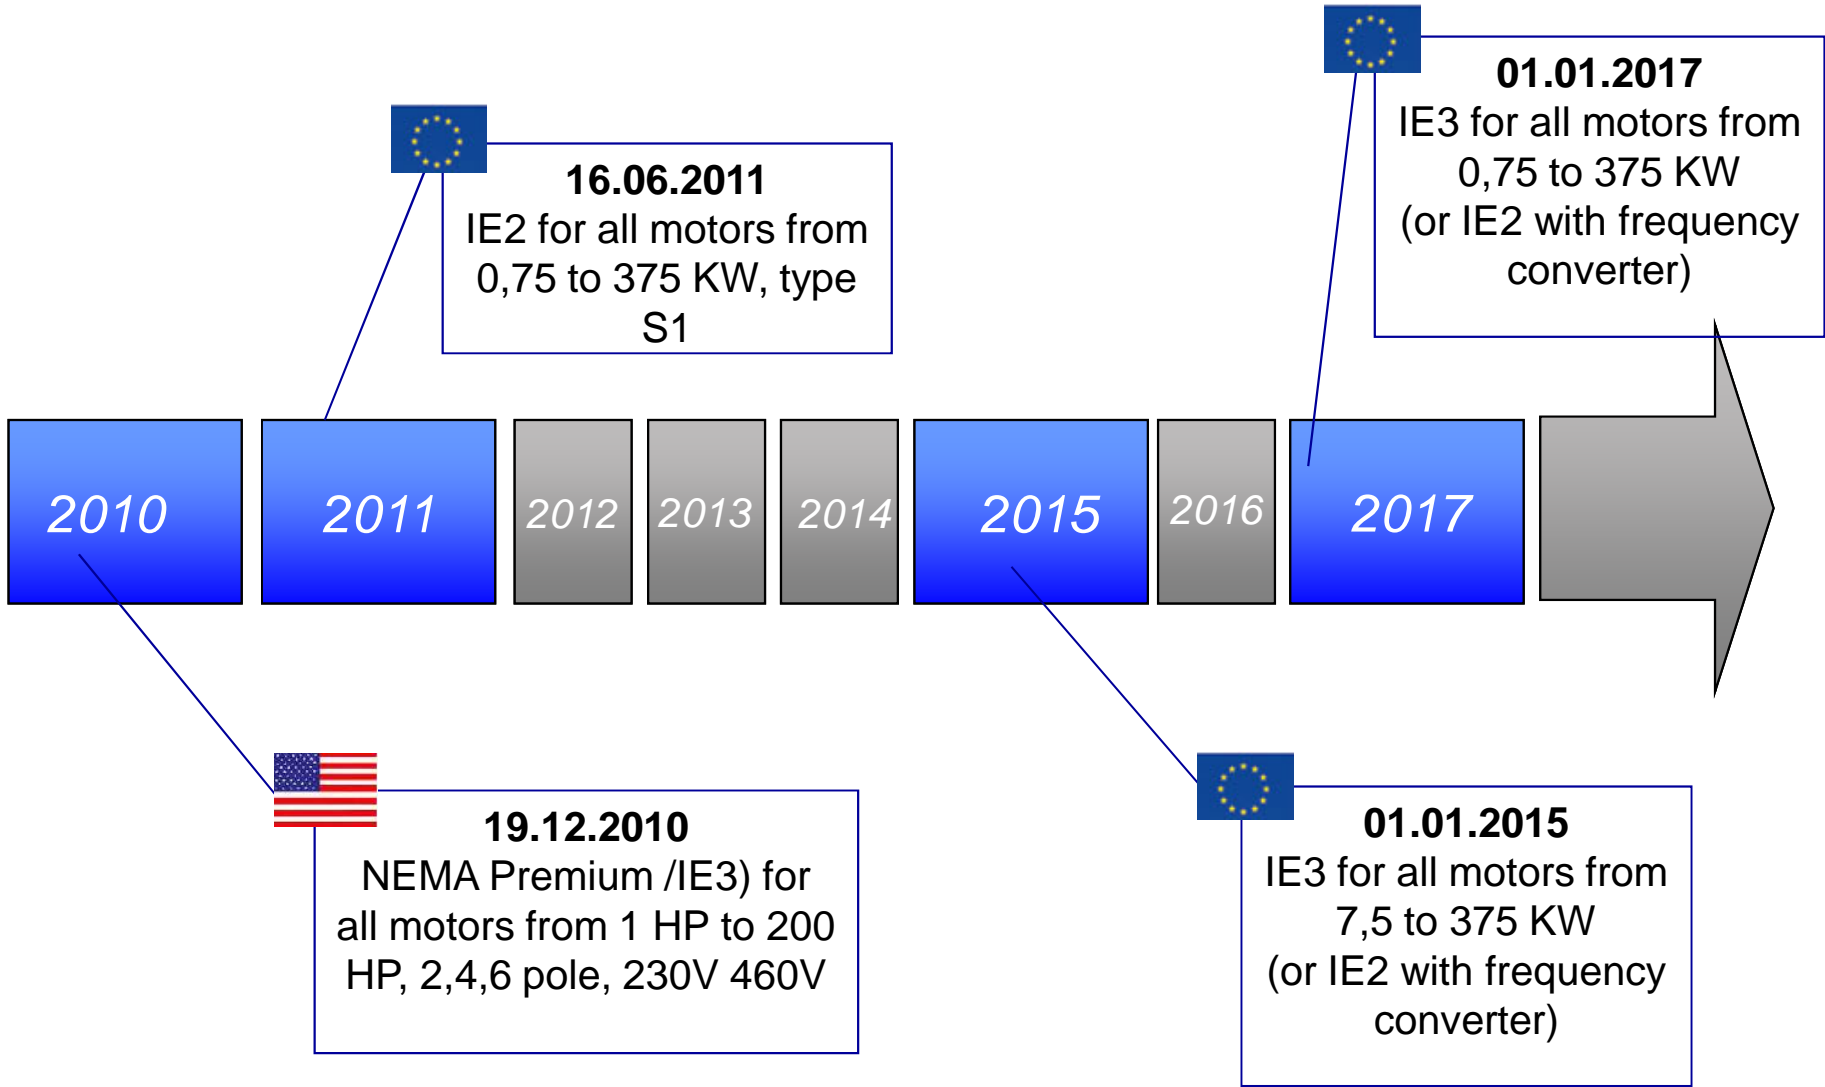 01.01.2017
IE3 for all motors from
0,75 to 375 KW
(or IE2 with frequency
converter)
16.06.2011
IE2 for all motors from
0,75 to 375 KW, type
S1
2010
2011
2012
2013
2014
2015
2016
2017
19.12.2010
NEMA Premium /IE3) for
all motors from 1 HP to 200
HP, 2,4,6 pole, 230V 460V
01.01.2015
IE3 for all motors from
7,5 to 375 KW
(or IE2 with frequency
converter)